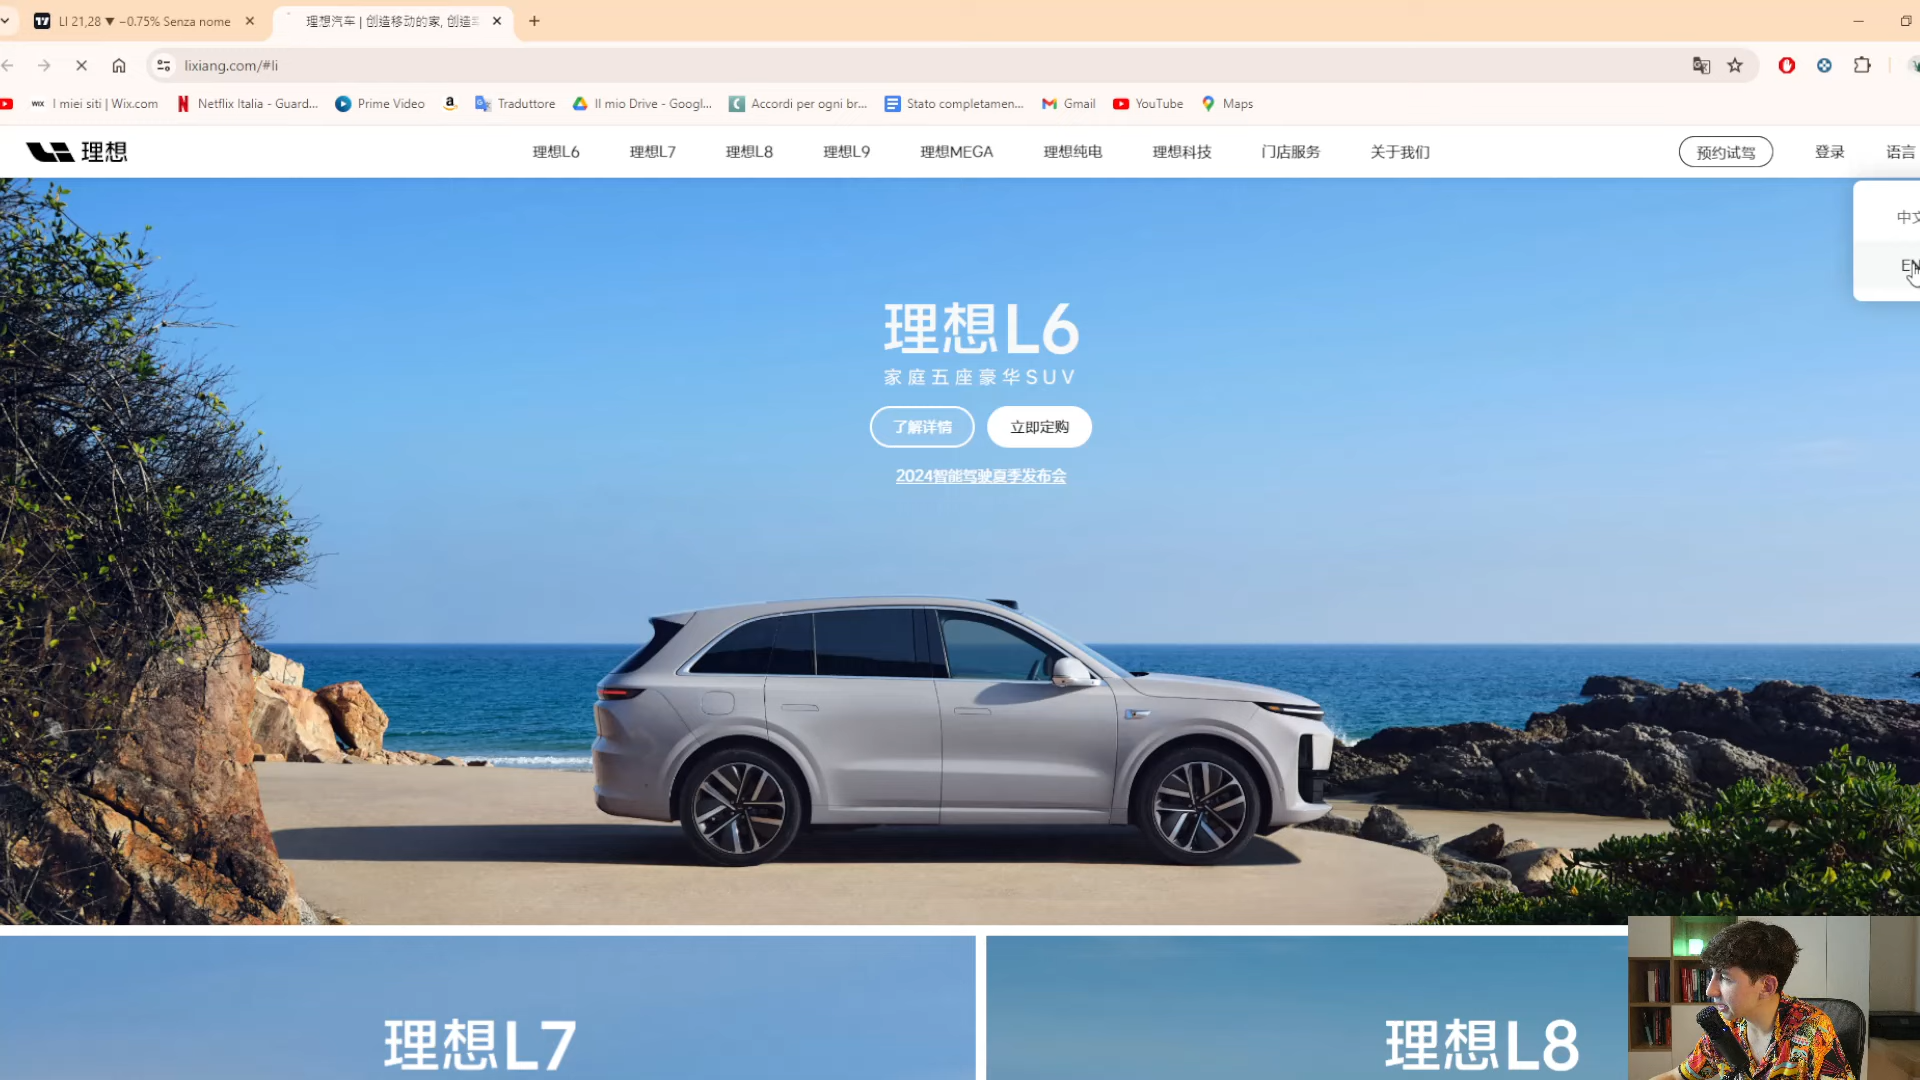 LI 21,28 ▼ −0.75% Senza nome
理想汽车 | 创造移动的家, 创造
lixiang.com/#li
WIX I miei siti | Wix.com
Netflix Italia - Guard...
Prime Video
Traduttore
Il mio Drive - Googl...
Accordi per ogni br...
Stato completamen...
Gmail
YouTube
Maps
理想
理想L6
理想L7
理想L8
理想L9
理想MEGA
理想纯电
理想科技
门店服务
关于我们
预约试驾
登录
语言
中文
EN
理想L6
家庭五座豪华SUV
了解详情
立即定购
2024智能驾驶夏季发布会
理想L7
理想L8